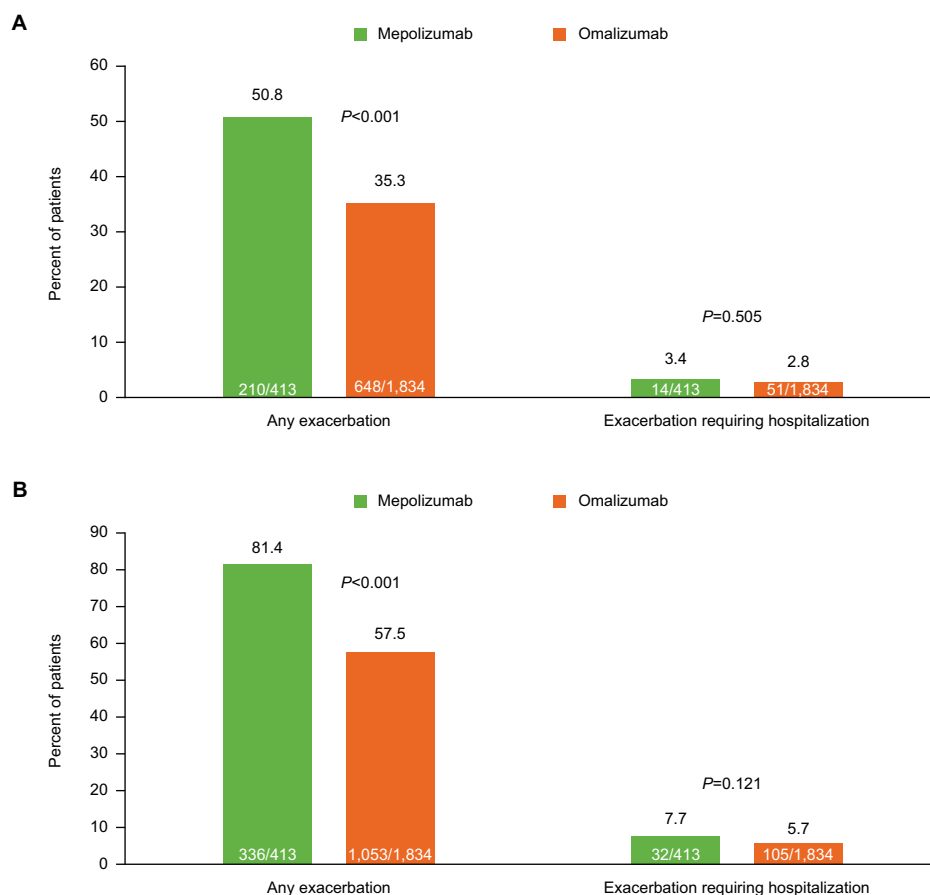 A
Mepolizumab Omalizumab
60
50
40
30
20
10
0
Percent of patients
50.8
P<0.001
35.3
P=0.505
3.4 2.8
210/413 648/1,834 14/413 51/1,834
Any exacerbation Exacerbation requiring hospitalization
B
Mepolizumab Omalizumab
90
80
70
60
50
40
30
20
10
0
Percent of patients
81.4
P<0.001
57.5
P=0.121
7.7 5.7
336/413 1,053/1,834 32/413 105/1,834
Any exacerbation Exacerbation requiring hospitalization